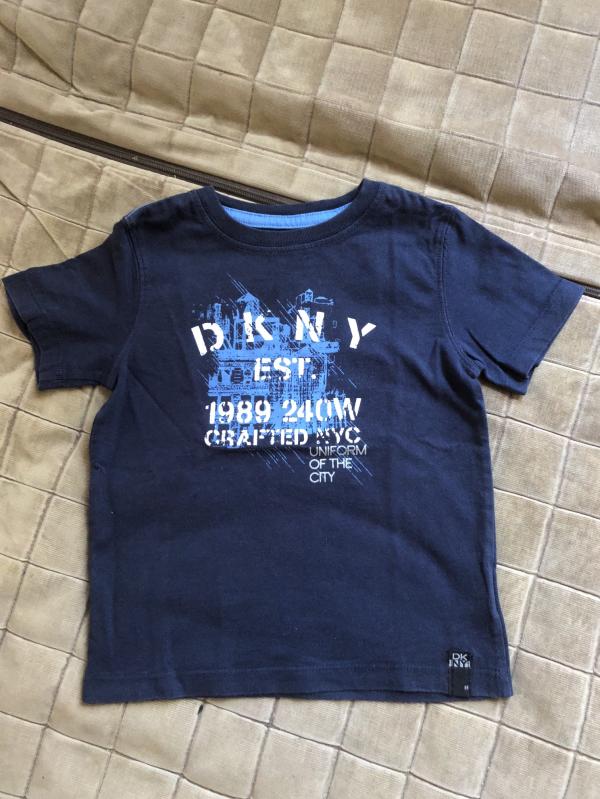 DKNY
EST.
1989 240W
CRAFTED NYC
UNIFORM
OF THE
CITY
DK
NY